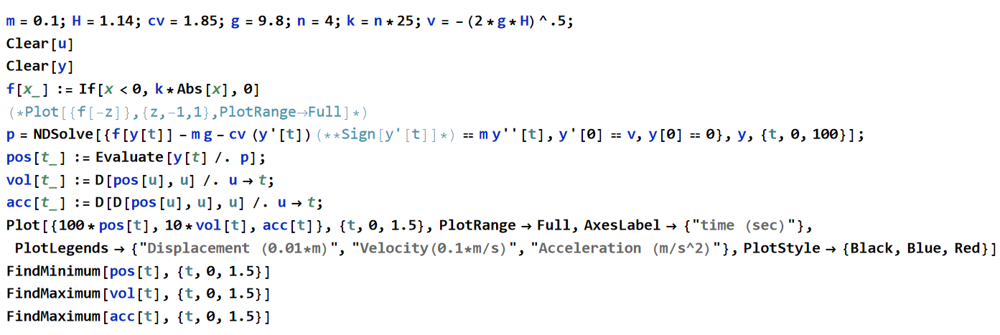 m = 0.1; H = 1.14; cv = 1.85; g = 9.8; n = 4; k = n * 25; v = - (2 * g * H) ^ .5;
Clear[u]
Clear[y]
f[x_] := If[x < 0, k * Abs[x], 0]
(*Plot[{f[-z]},{z,-1,1},PlotRange→Full]*)
p = NDSolve[{f[y[t]] - m g - cv (y'[t]) (**Sign[y'[t]]*) == m y''[t], y'[0] == v, y[0] == 0}, y, {t, 0, 100}];
pos[t_] := Evaluate[y[t] /. p];
vol[t_] := D[pos[u], u] /. u → t;
acc[t_] := D[D[pos[u], u], u] /. u → t;
Plot[{100 * pos[t], 10 * vol[t], acc[t]}, {t, 0, 1.5}, PlotRange → Full, AxesLabel → {"time (sec)"},
PlotLegends → {"Displacement (0.01*m)", "Velocity(0.1*m/s)", "Acceleration (m/s^2)"}, PlotStyle → {Black, Blue, Red}]
FindMinimum[pos[t], {t, 0, 1.5}]
FindMaximum[vol[t], {t, 0, 1.5}]
FindMaximum[acc[t], {t, 0, 1.5}]